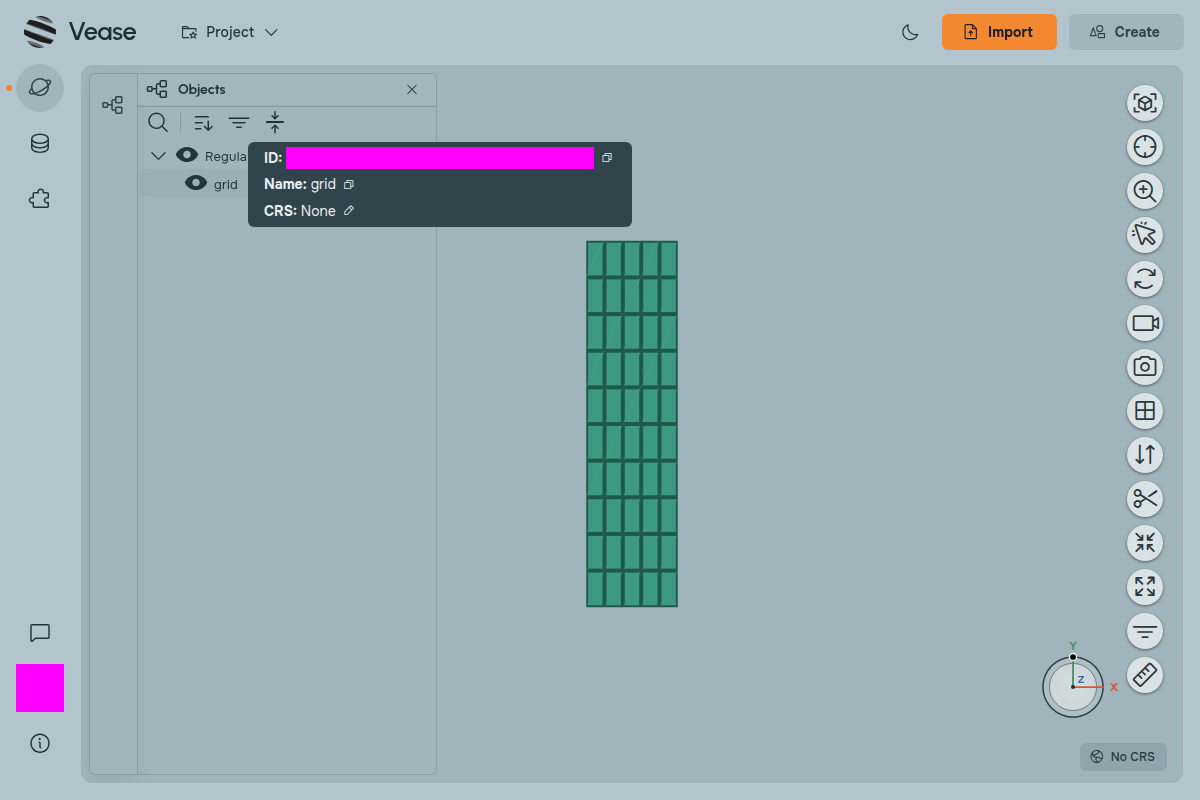 Vease
Project
Import
Create
Objects
Regula
grid
ID:
Name: grid
CRS: None
Y
Z
X
No CRS